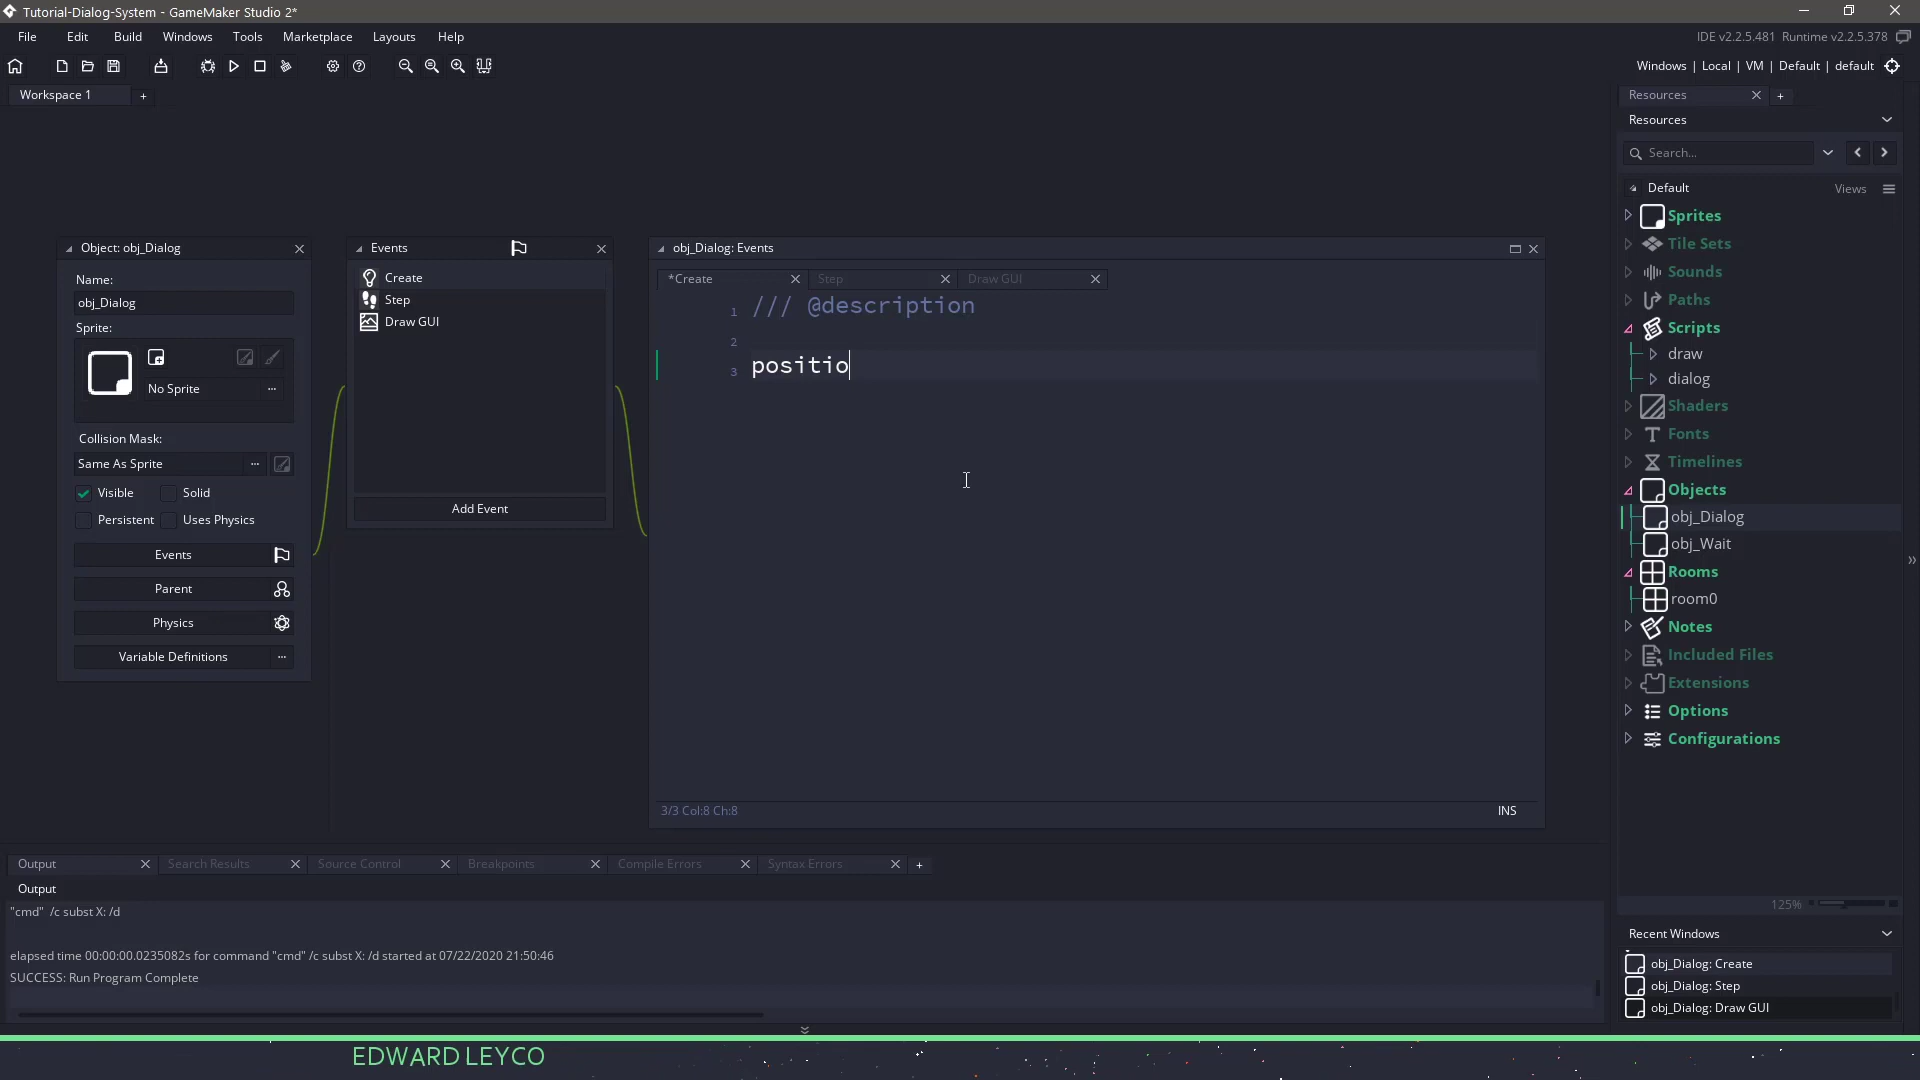 Tutorial-Dialog-System - GameMaker Studio 2*
File Edit Build Windows Tools Marketplace Layouts Help
IDE v2.2.5.481 Runtime v2.2.5.378
Windows | Local | VM | Default | default
Workspace 1 +
Resources
Resources
Search...
Default Views
Sprites
Tile Sets
Sounds
Paths
Scripts
draw
dialog
Shaders
Fonts
Timelines
Objects
obj_Dialog
obj_Wait
Rooms
room0
Notes
Included Files
Extensions
Options
Configurations
125%
Recent Windows
obj_Dialog: Create
obj_Dialog: Step
obj_Dialog: Draw GUI
Object: obj_Dialog
Name:
obj_Dialog
Sprite:
No Sprite ...
Collision Mask:
Same As Sprite ...
Visible Solid
Persistent Uses Physics
Events
Parent
Physics
Variable Definitions ...
Events
Create
Step
Draw GUI
Add Event
obj_Dialog: Events
*Create Step Draw GUI
1 /// @description
2
3 positio
3/3 Col:8 Ch:8 INS
Output Search Results Source Control Breakpoints Compile Errors Syntax Errors +
Output
"cmd" /c subst X: /d
elapsed time 00:00:00.0235082s for command "cmd" /c subst X: /d started at 07/22/2020 21:50:46
SUCCESS: Run Program Complete
EDWARD LEYCO